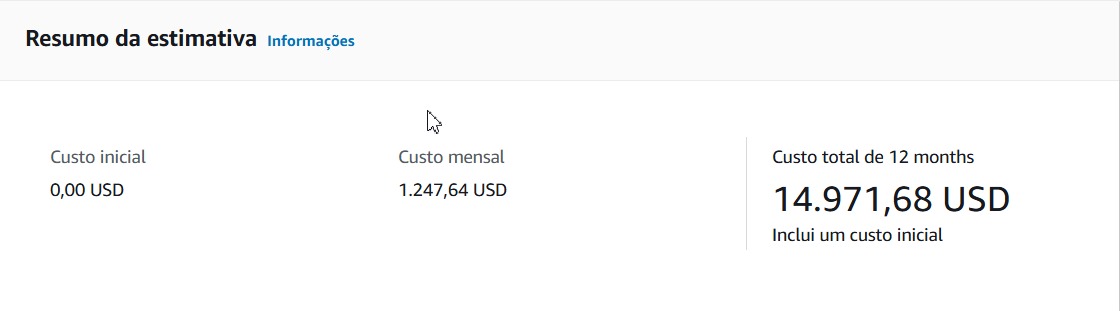 Resumo da estimativa Informações
Custo inicial
0,00 USD
Custo mensal
1.247,64 USD
Custo total de 12 months
14.971,68 USD
Inclui um custo inicial